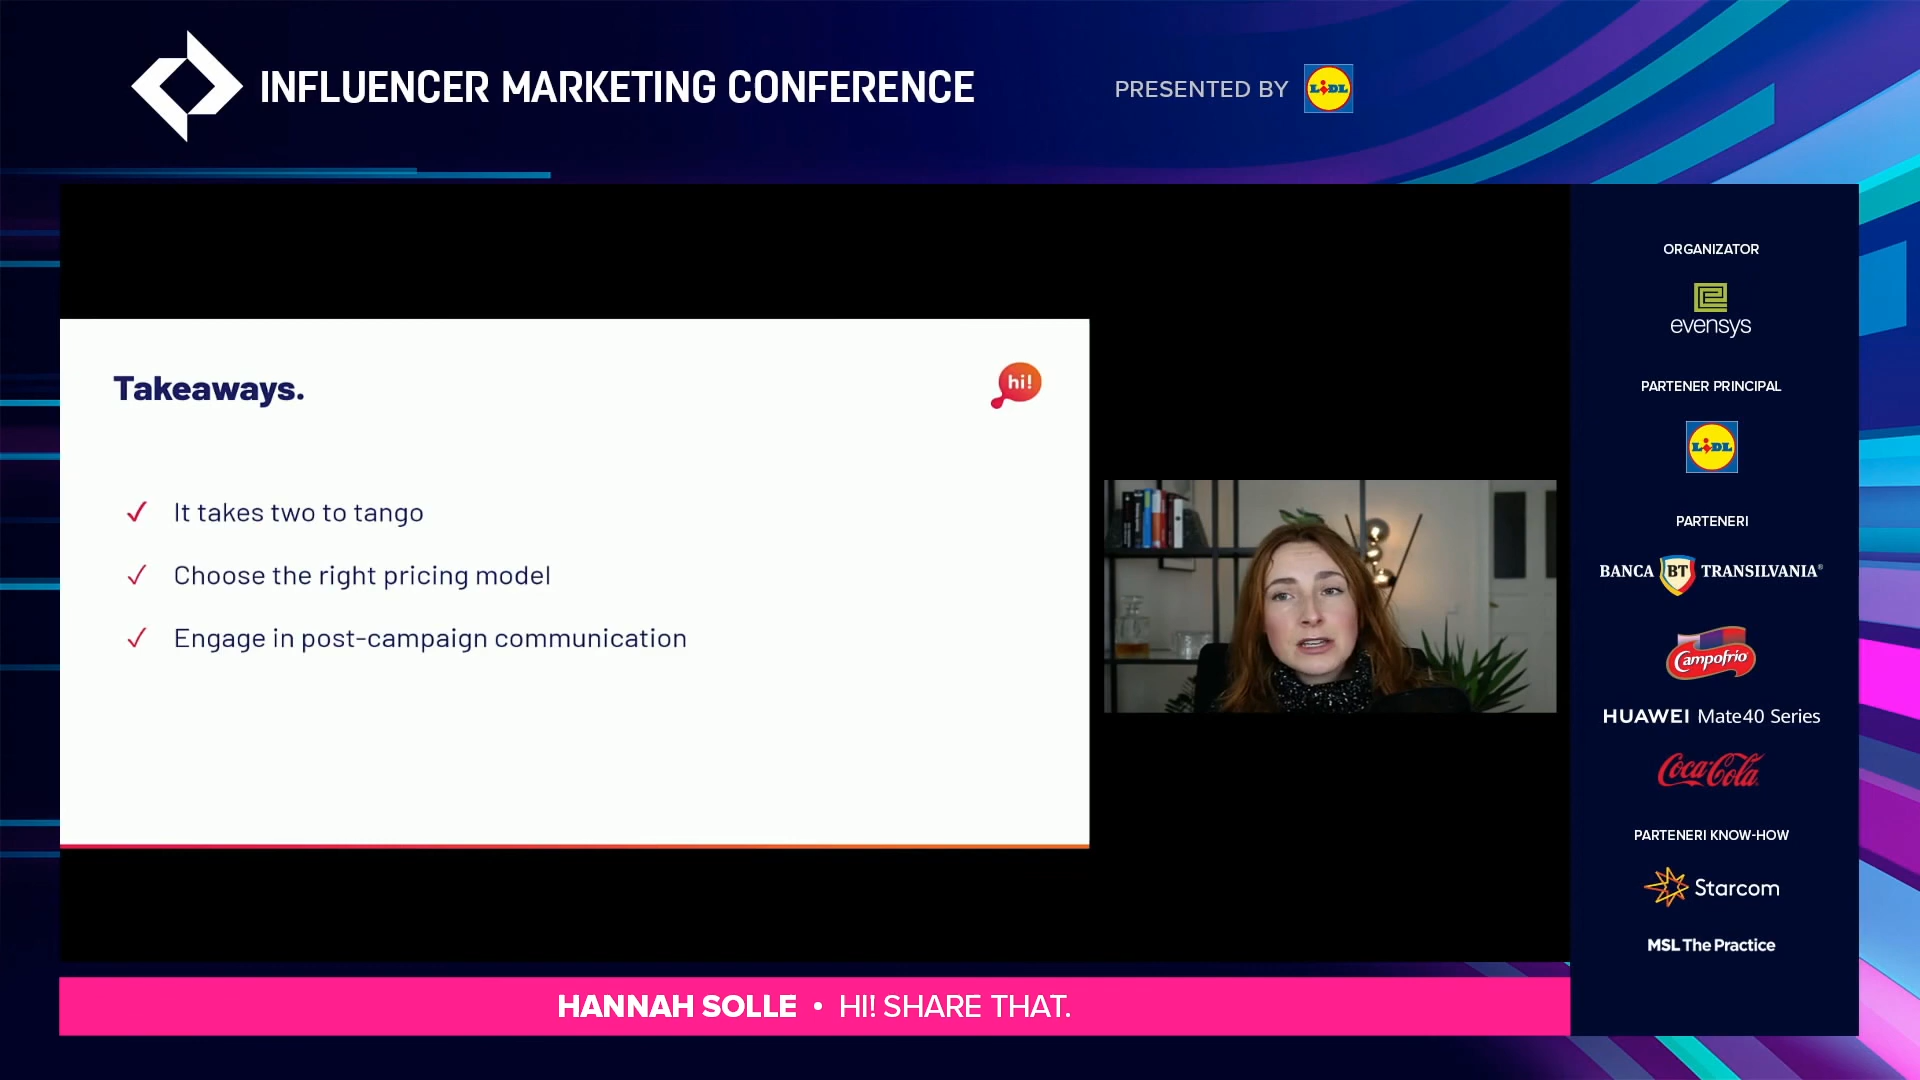 INFLUENCER MARKETING CONFERENCE
PRESENTED BY
LIDL
Takeaways.
hi!
✓ It takes two to tango
✓ Choose the right pricing model
✓ Engage in post-campaign communication
HANNAH SOLLE • HI! SHARE THAT.
ORGANIZATOR
evensys
PARTENER PRINCIPAL
LIDL
PARTENERI
BANCA BT TRANSILVANIA®
Campofrío
HUAWEI Mate40 Series
Coca-Cola
PARTENERI KNOW-HOW
Starcom
MSL The Practice